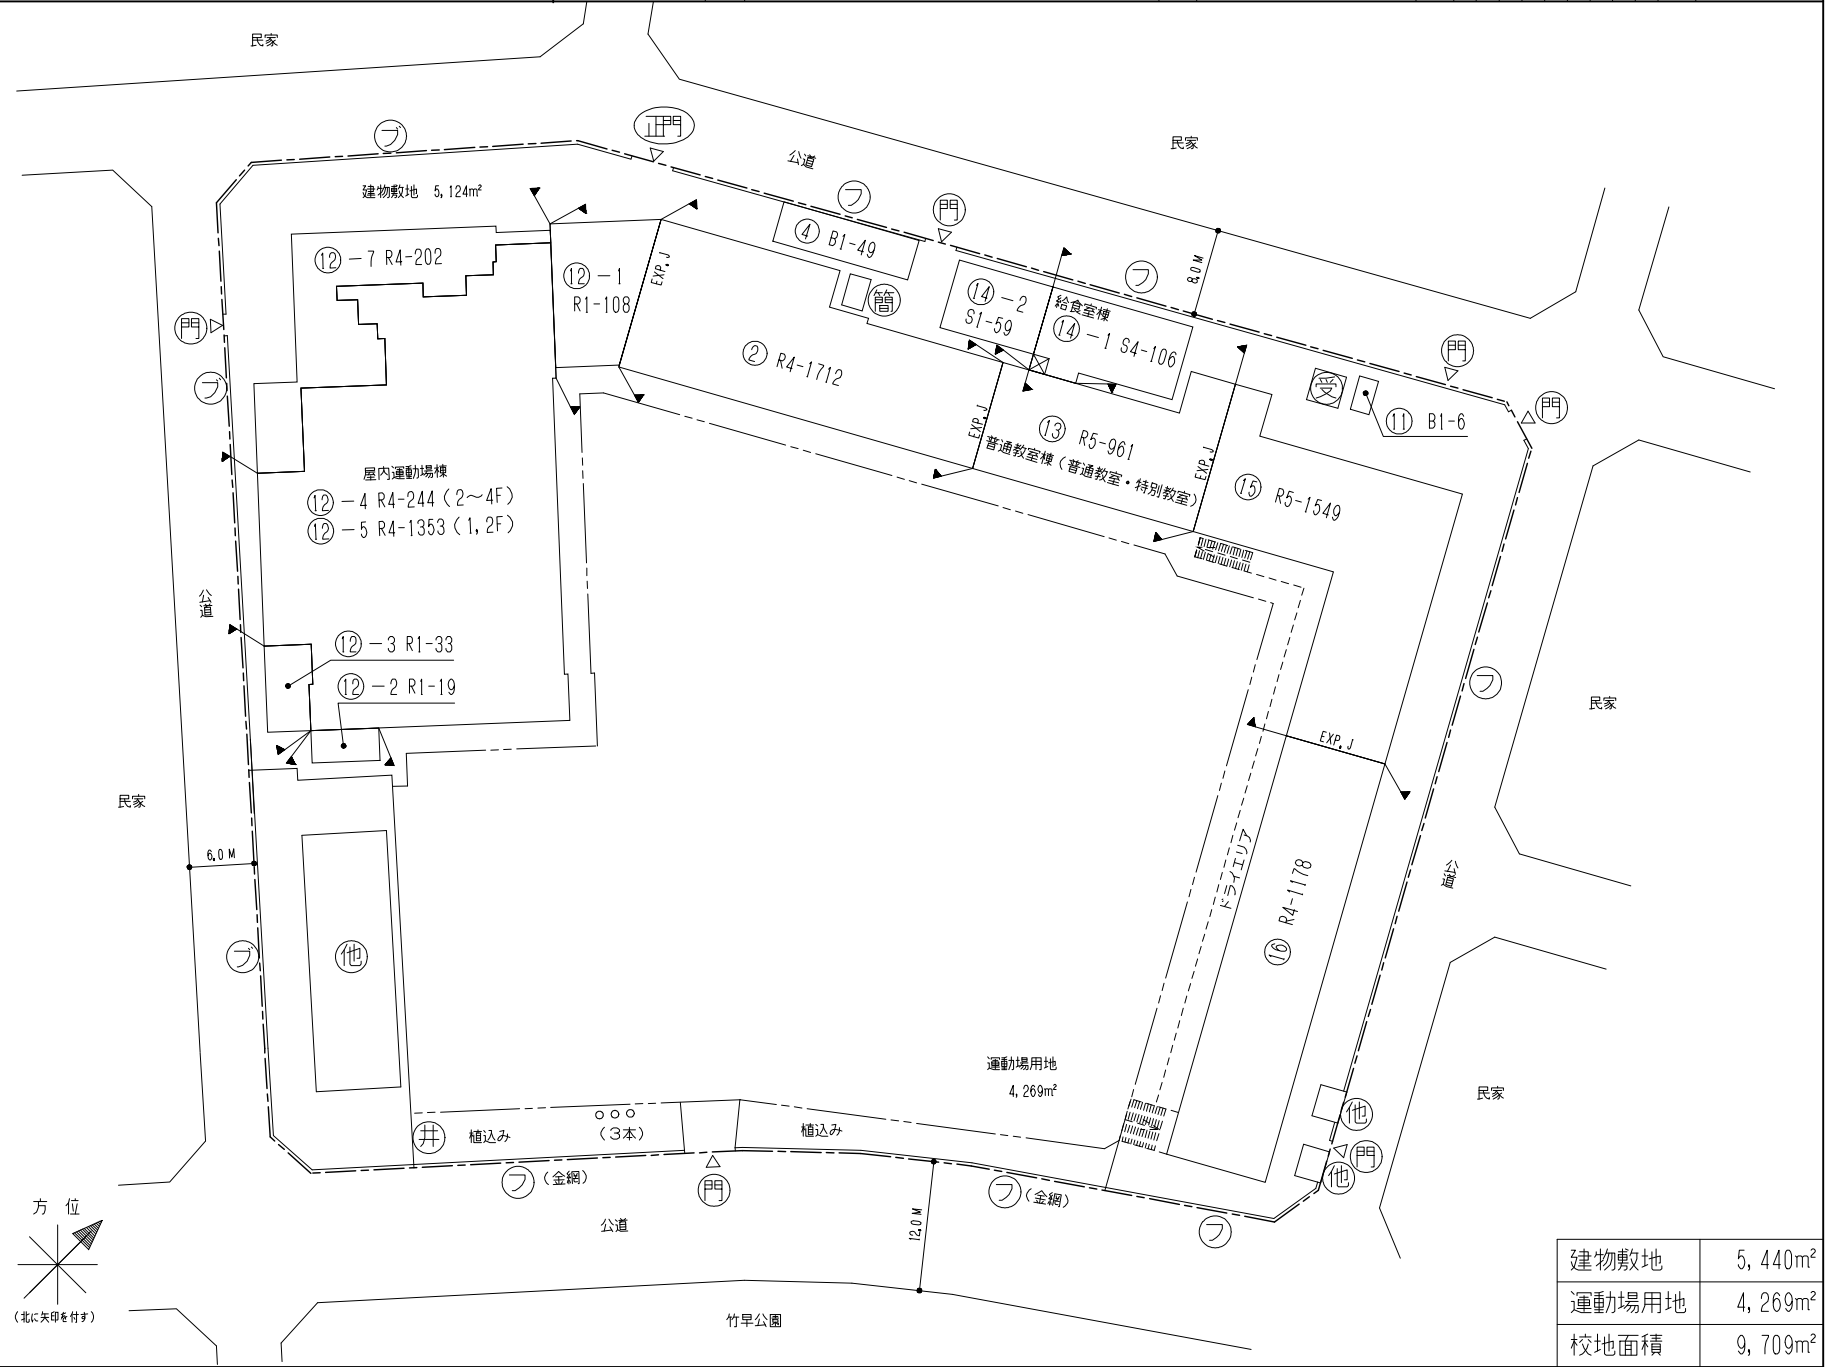 民家
民家
ブ
正門
公道
建物敷地 5,124m²
フ
門
④ B1-49
8.0 M
フ
⑫－7 R4-202
⑫－1
R1-108
EXP.J
簡
⑭－2
S1-59
給食室棟
⑭－1 S4-106
門
門
ブ
② R4-1712
門
受
⑪ B1-6
門
EXP.J
⑬ R5-961
普通教室棟（普通教室・特別教室）
EXP.J
⑮ R5-1549
屋内運動場棟
⑫－4 R4-244（2～4F）
⑫－5 R4-1353（1,2F）
公道
⑫－3 R1-33
⑫－2 R1-19
フ
民家
EXP.J
民家
6.0 M
ドライエリア
⑯ R4-1178
公道
ブ
他
運動場用地
4,269m²
民家
井
植込み
（3本）
植込み
他
門
他
フ（金網）
門
フ（金網）
フ
公道
12.0 M
方 位
（北に矢印を付す）
竹早公園
建物敷地 5,440m²
運動場用地 4,269m²
校地面積 9,709m²